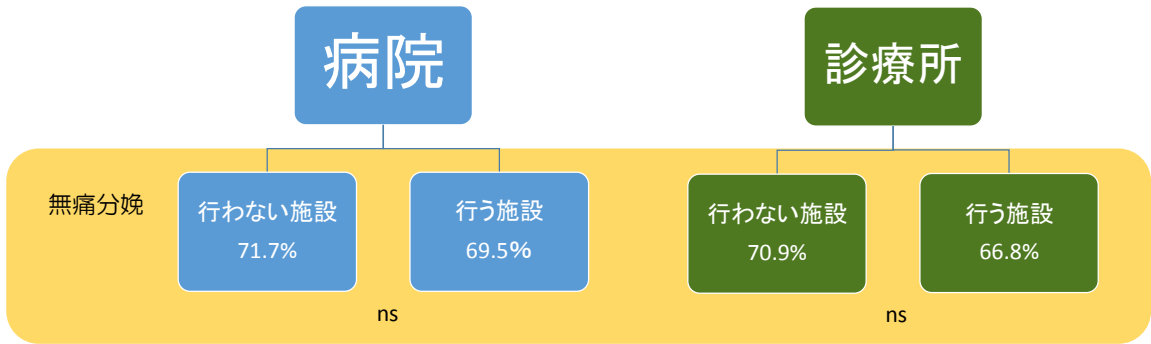 病院
診療所
無痛分娩
行わない施設
71.7%
行う施設
69.5%
行わない施設
70.9%
行う施設
66.8%
ns
ns